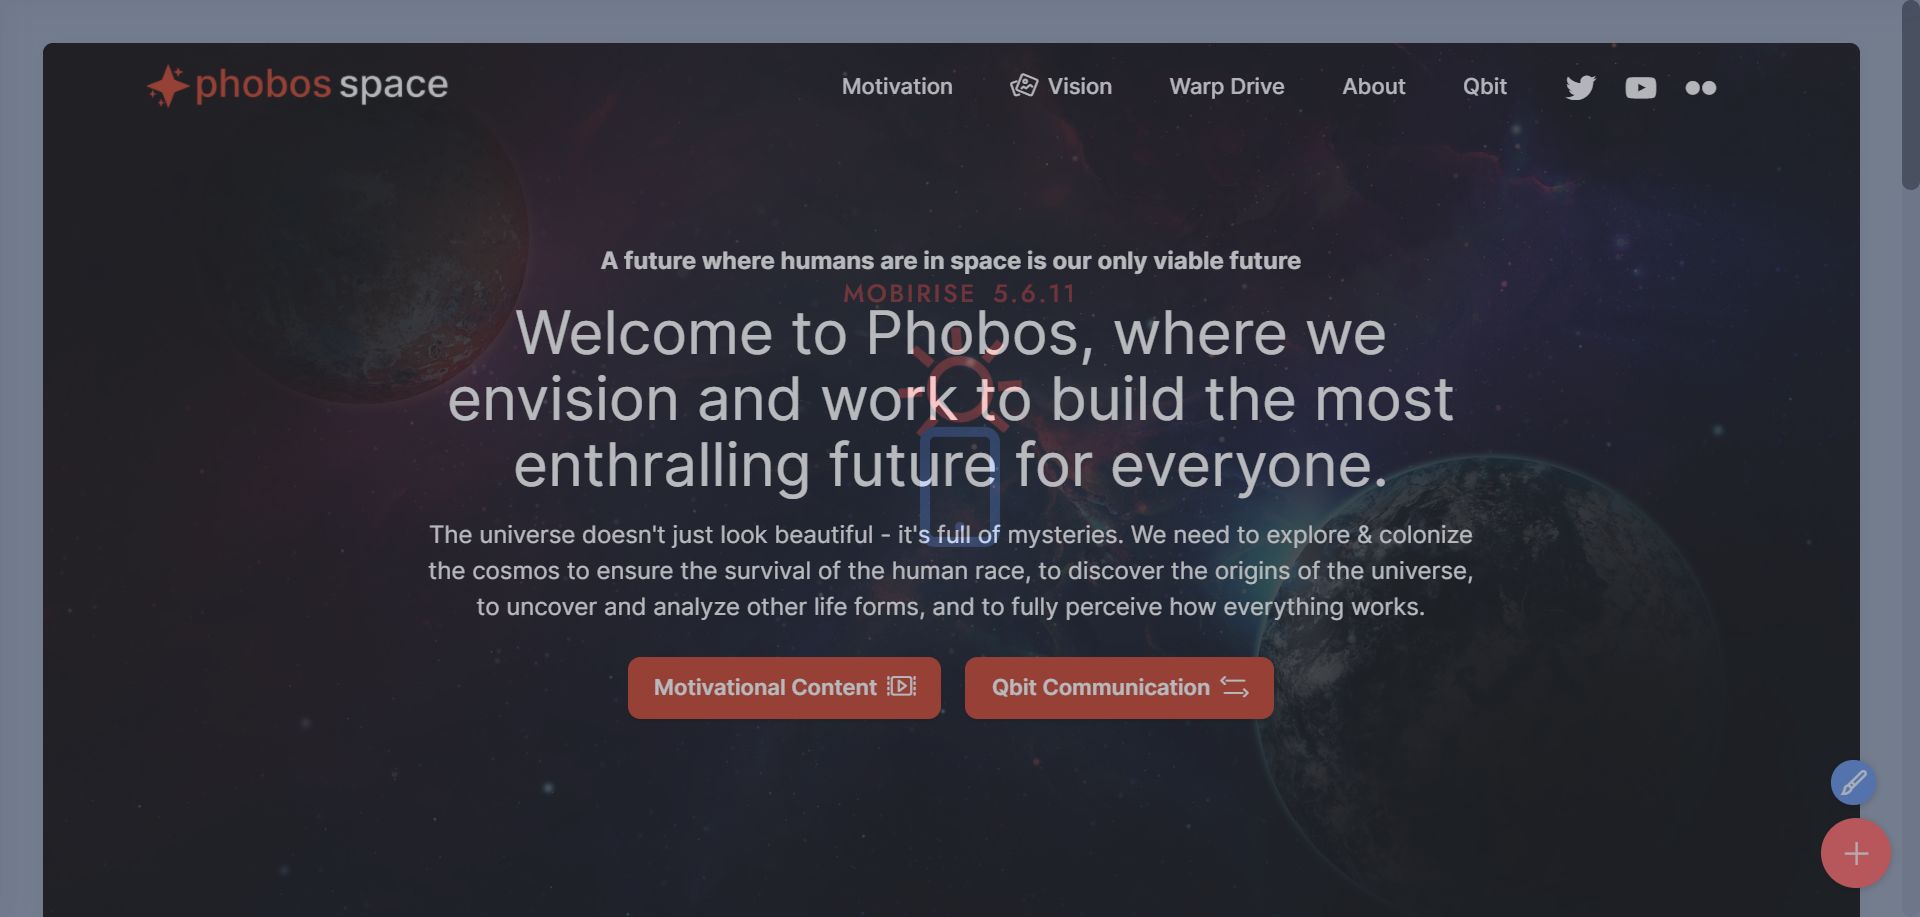 phobos space
Motivation Vision Warp Drive About Qbit
A future where humans are in space is our only viable future
MOBIRISE 5.6.11
Welcome to Phobos, where we
envision and work to build the most
enthralling future for everyone.
The universe doesn't just look beautiful - it's full of mysteries. We need to explore & colonize
the cosmos to ensure the survival of the human race, to discover the origins of the universe,
to uncover and analyze other life forms, and to fully perceive how everything works.
Motivational Content Qbit Communication